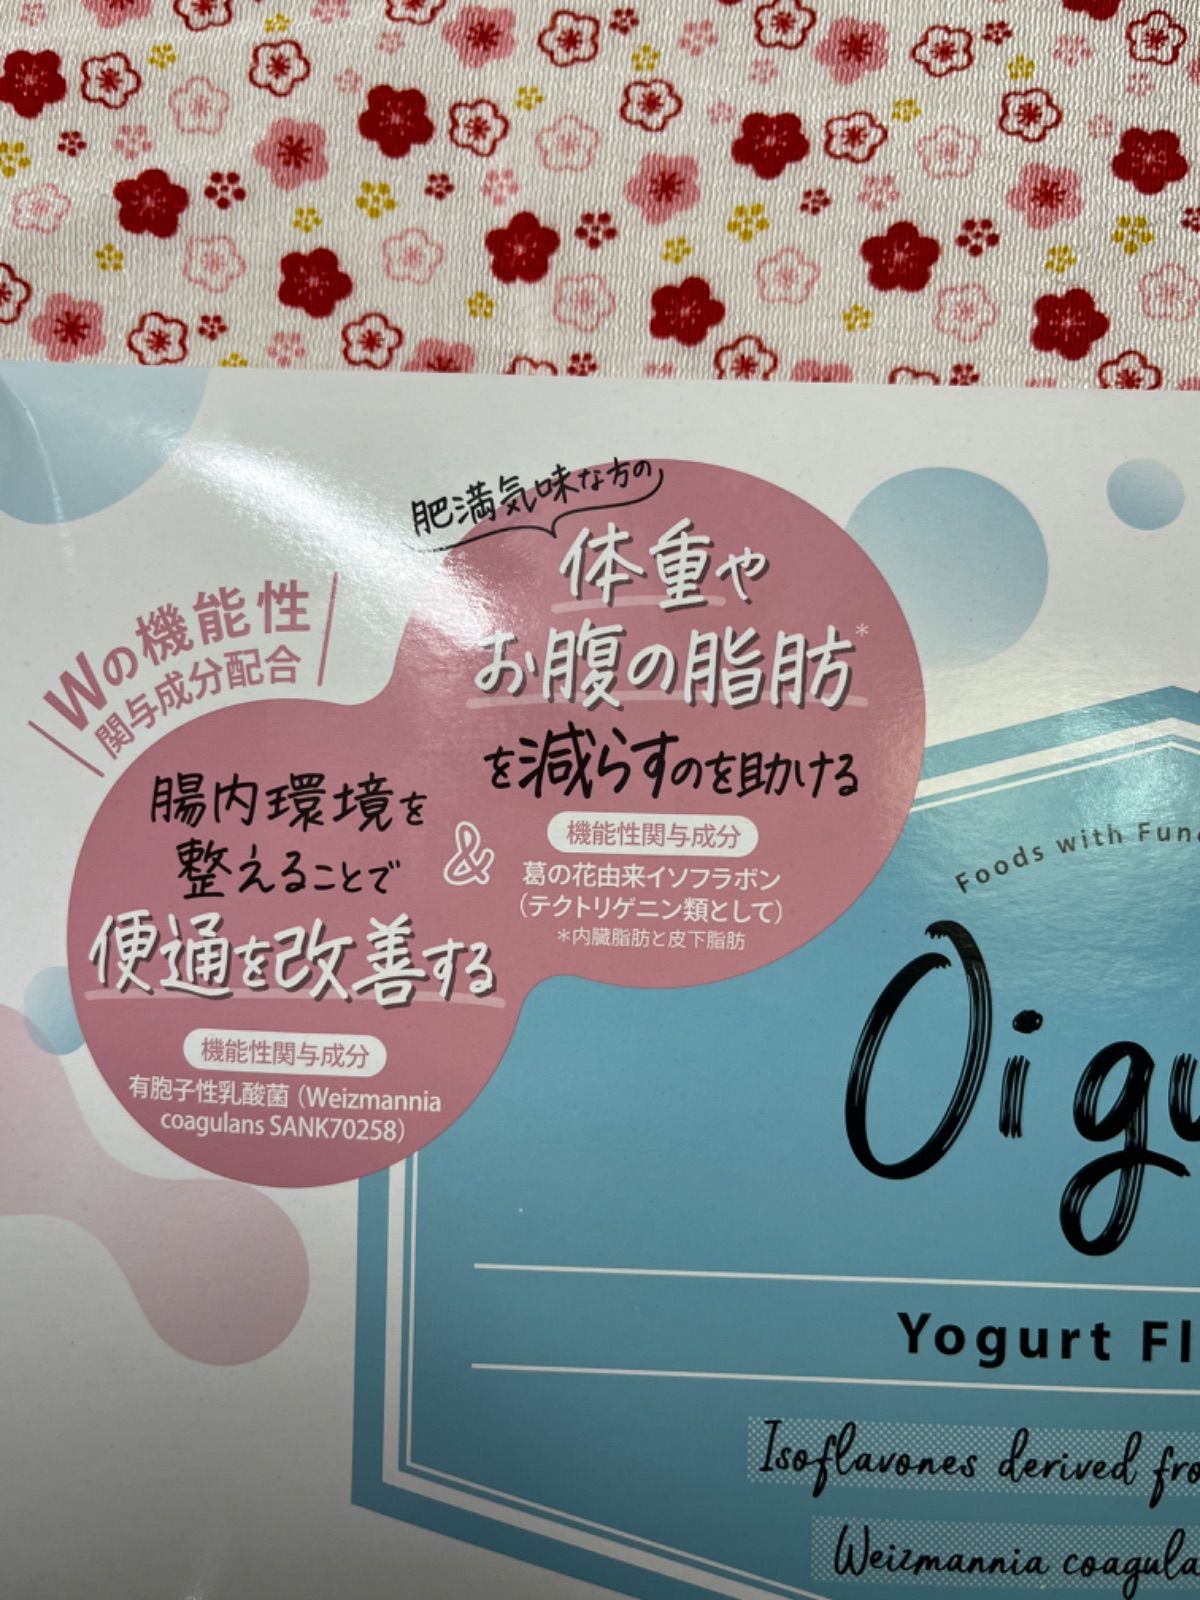 肥満気味な方の
体重や
お腹の脂肪*
を減らすのを助ける
機能性関与成分
葛の花由来イソフラボン
（テクトリゲニン類として）
＊内臓脂肪と皮下脂肪
Wの機能性
関与成分配合
&
腸内環境を
整えることで
便通を改善する
機能性関与成分
有胞子性乳酸菌（Weizmannia
coagulans SANK70258）
Foods with Func
Oigu
Yogurt Fl
Isoflavones derived fro
Weizmannia coagula